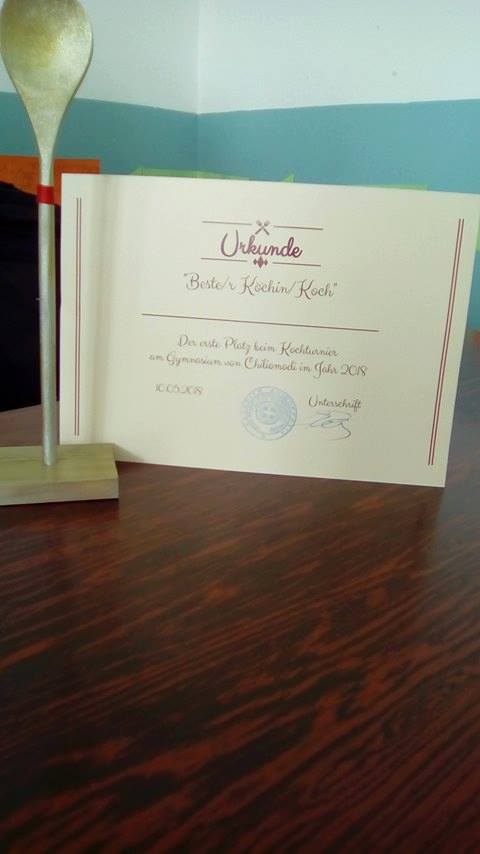 Urkunde
"Beste/r Köchin/Koch"
Der erste Platz beim Kochturnier
am Gymnasium von Chiliomodi im Jahr 2018
10.05.2018
Unterschrift